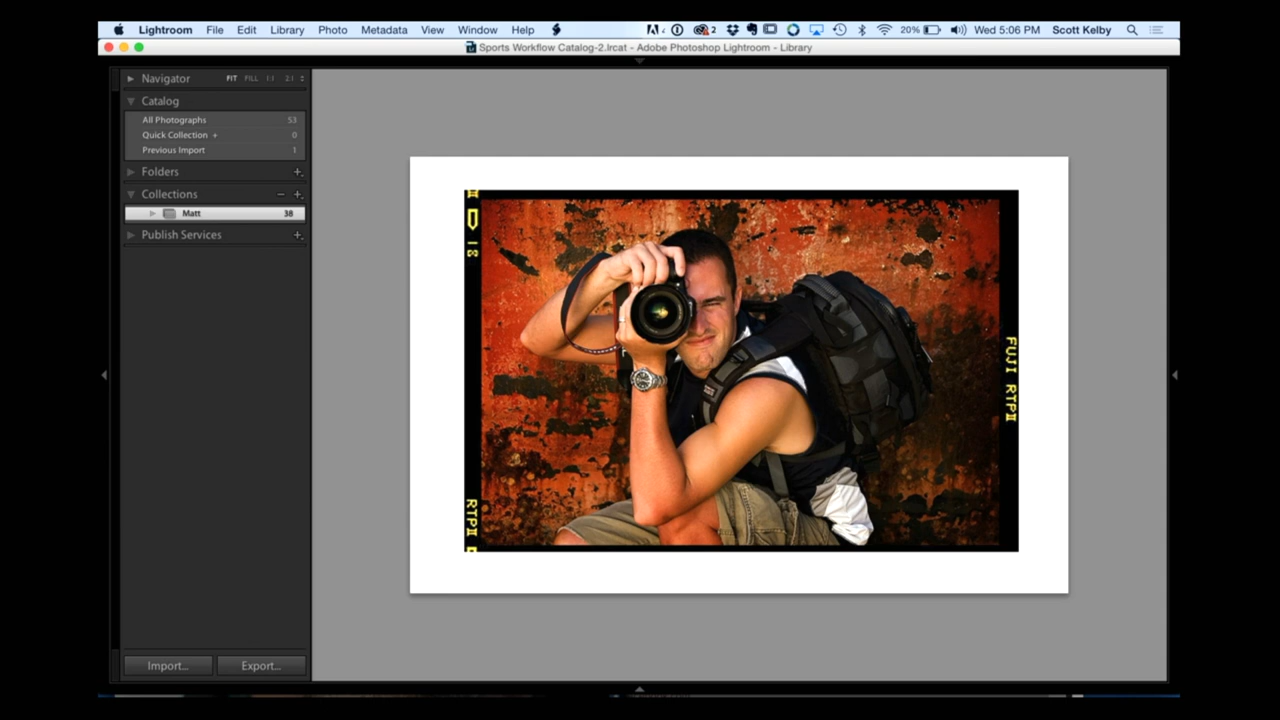 Lightroom File Edit Library Photo Metadata View Window Help 2 20% Wed 5:06 PM Scott Kelby
Sports Workflow Catalog-2.lrcat - Adobe Photoshop Lightroom - Library
Navigator FIT FILL 1:1 2:1
Catalog
All Photographs 53
Quick Collection + 0
Previous Import 1
Folders +
Collections − +
Matt 38
Publish Services +
18
FUJI RTPII
RTPII
Import...
Export...